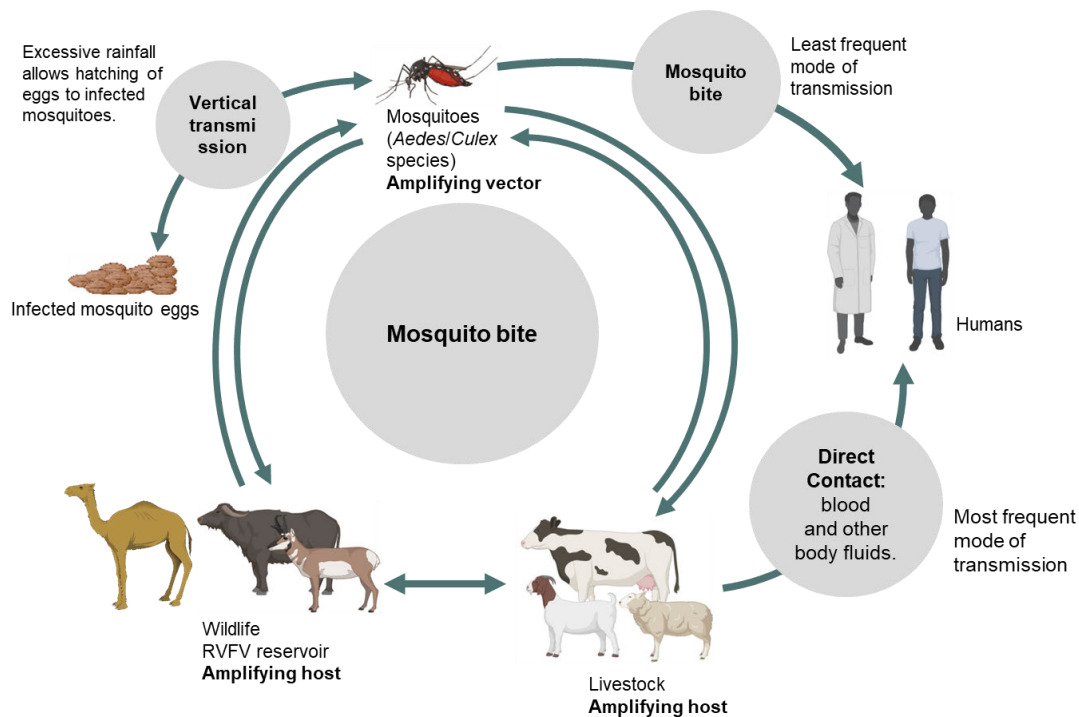 Excessive rainfall
allows hatching of
eggs to infected
mosquitoes.
Vertical
transmi
ssion
Infected mosquito eggs
Mosquitoes
(Aedes/Culex
species)
Amplifying vector
Mosquito
bite
Least frequent
mode of
transmission
Humans
Mosquito bite
Direct
Contact:
blood
and other
body fluids.
Most frequent
mode of
transmission
Wildlife
RVFV reservoir
Amplifying host
Livestock
Amplifying host